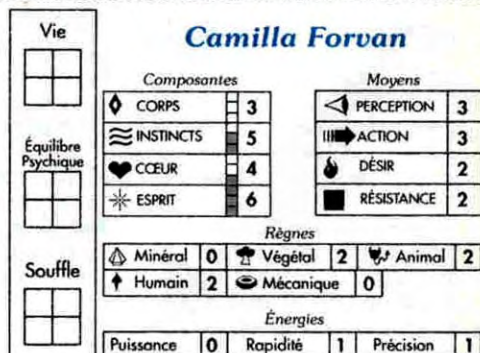 Vie
Équilibre
Psychique
Souffle
Camilla Forvan
Composantes
CORPS 3
INSTINCTS 5
CŒUR 4
ESPRIT 6
Moyens
PERCEPTION 3
ACTION 3
DÉSIR 2
RÉSISTANCE 2
Règnes
Minéral 0 Végétal 2 Animal 2
Humain 2 Mécanique 0
Énergies
Puissance 0 Rapidité 1 Précision 1